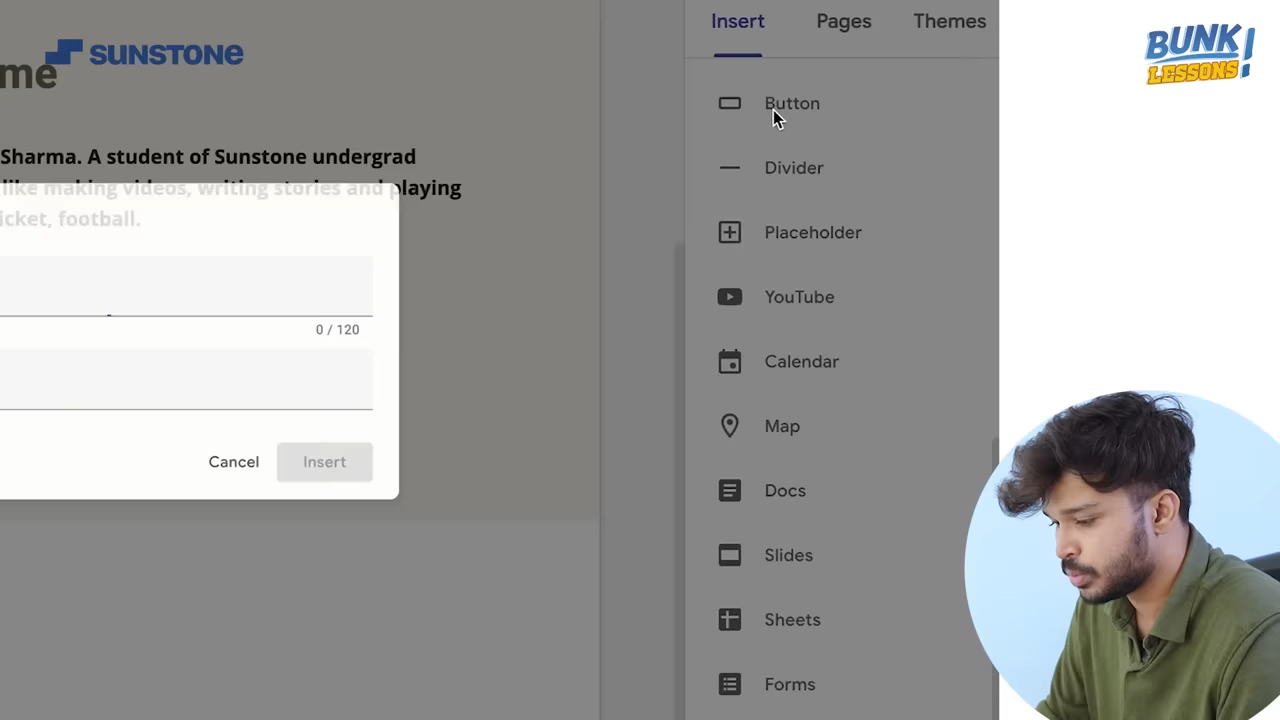 Insert Pages Themes
BUNK
LESSONS!
SUNSTONE
me
Button
Sharma. A student of Sunstone undergrad
Divider
like making videos, writing stories and playing
icket, football.
Placeholder
YouTube
0 / 120
Calendar
Map
Cancel Insert
Docs
Slides
Sheets
Forms